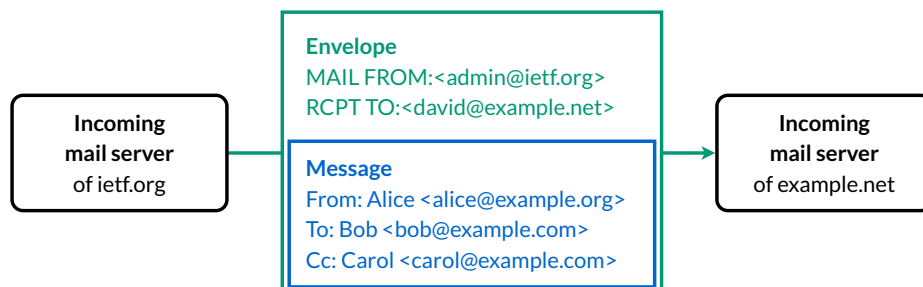 Incoming
mail server
of ietf.org
Envelope
MAIL FROM:<admin@ietf.org>
RCPT TO:<david@example.net>
Message
From: Alice <alice@example.org>
To: Bob <bob@example.com>
Cc: Carol <carol@example.com>
Incoming
mail server
of example.net